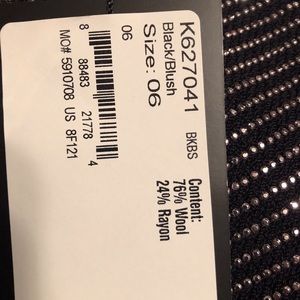 K627041 BKBS
Black/Blush
Size: 06
06
8 88483 21778 4
MC# 5910708 US 8F121
Content:
76% Wool
24% Rayon